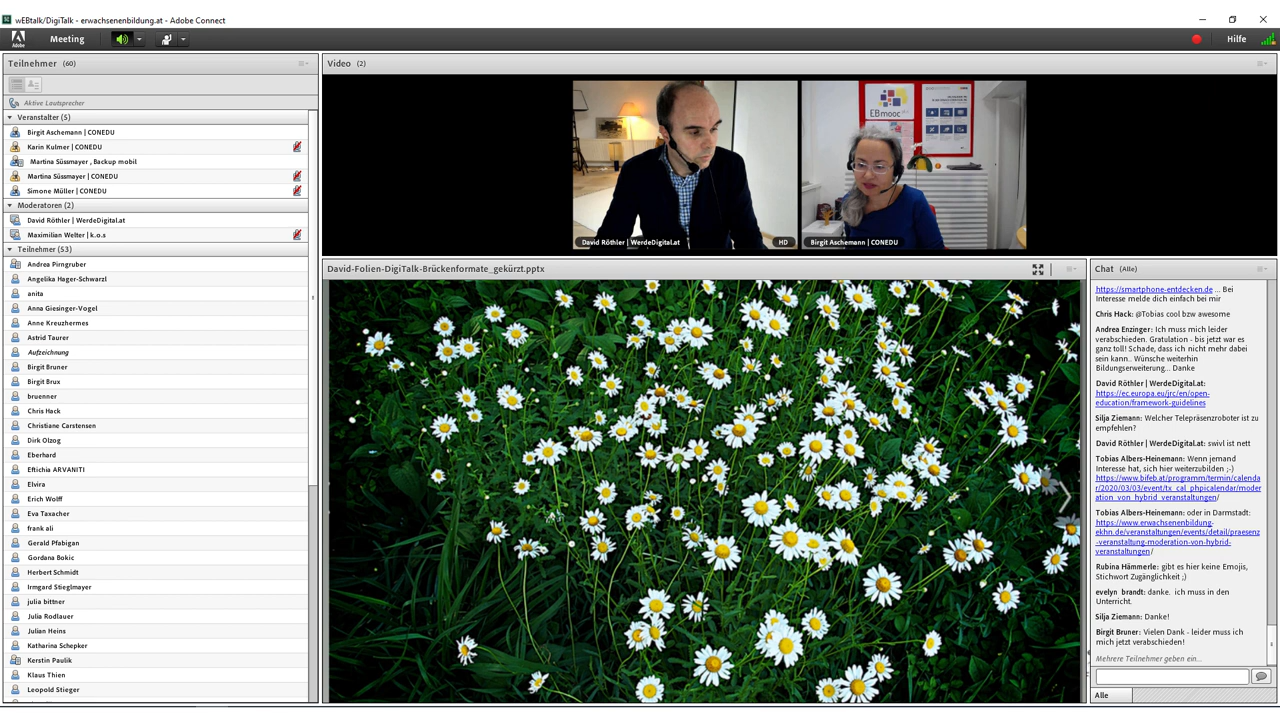 wEBtalk/DigiTalk - erwachsenenbildung.at - Adobe Connect
Adobe
Meeting
Hilfe
Teilnehmer (60)
Aktive Lautsprecher
Veranstalter (5)
Birgit Aschemann | CONEDU
Karin Kulmer | CONEDU
Martina Süssmayer , Backup mobil
Martina Süssmayer | CONEDU
Simone Müller | CONEDU
Moderatoren (2)
David Röthler | WerdeDigital.at
Maximilian Welter | k.o.s
Teilnehmer (53)
Andrea Pirngruber
Angelika Hager-Schwarzl
anita
Anna Giesinger-Vogel
Anne Kreuzhermes
Astrid Taurer
Aufzeichnung
Birgit Bruner
Birgit Brux
bruenner
Chris Hack
Christiane Carstensen
Dirk Olzog
Eberhard
Eftichia ARVANITI
Elvira
Erich Wolff
Eva Taxacher
frank ali
Gerald Pfabigan
Gordana Bokic
Herbert Schmidt
Irmgard Stieglmayer
julia bittner
Julia Rodlauer
Julian Heins
Katharina Schepker
Kerstin Paulik
Klaus Thien
Leopold Stieger
Video (2)
EBmooc
David Röthler | WerdeDigital.at
HD
Birgit Aschemann | CONEDU
David-Folien-DigiTalk-Brückenformate_gekürzt.pptx
Chat (Alle)
https://smartphone-entdecken.de ... Bei
Interesse melde dich einfach bei mir
Chris Hack: @Tobias cool bzw awesome
Andrea Enzinger: Ich muss mich leider
verabschieden. Gratulation - bis jetzt war es
ganz toll! Schade, dass ich nicht mehr dabei
sein kann.. Wünsche weiterhin
Bildungserweiterung... Danke
David Röthler | WerdeDigital.at:
https://ec.europa.eu/jrc/en/open-
education/framework-guidelines
Silja Ziemann: Welcher Telepräsenzroboter ist zu
empfehlen?
David Röthler | WerdeDigital.at: swivl ist nett
Tobias Albers-Heinemann: Wenn jemand
Interesse hat, sich hier weiterzubilden ;-)
https://www.bifeb.at/programm/termin/calenda
r/2020/03/03/event/tx_cal_phpicalendar/moder
ation_von_hybrid_veranstaltungen/
Tobias Albers-Heinemann: oder in Darmstadt:
https://www.erwachsenenbildung-
ekhn.de/veranstaltungen/events/detail/praesenz
-veranstaltung-moderation-von-hybrid-
veranstaltungen/
Rubina Hämmerle: gibt es hier keine Emojis,
Stichwort Zugänglichkeit ;)
evelyn brandt: danke. ich muss in den
Unterricht.
Silja Ziemann: Danke!
Birgit Bruner: Vielen Dank - leider muss ich
mich jetzt verabschieden!
Mehrere Teilnehmer geben ein...
Alle